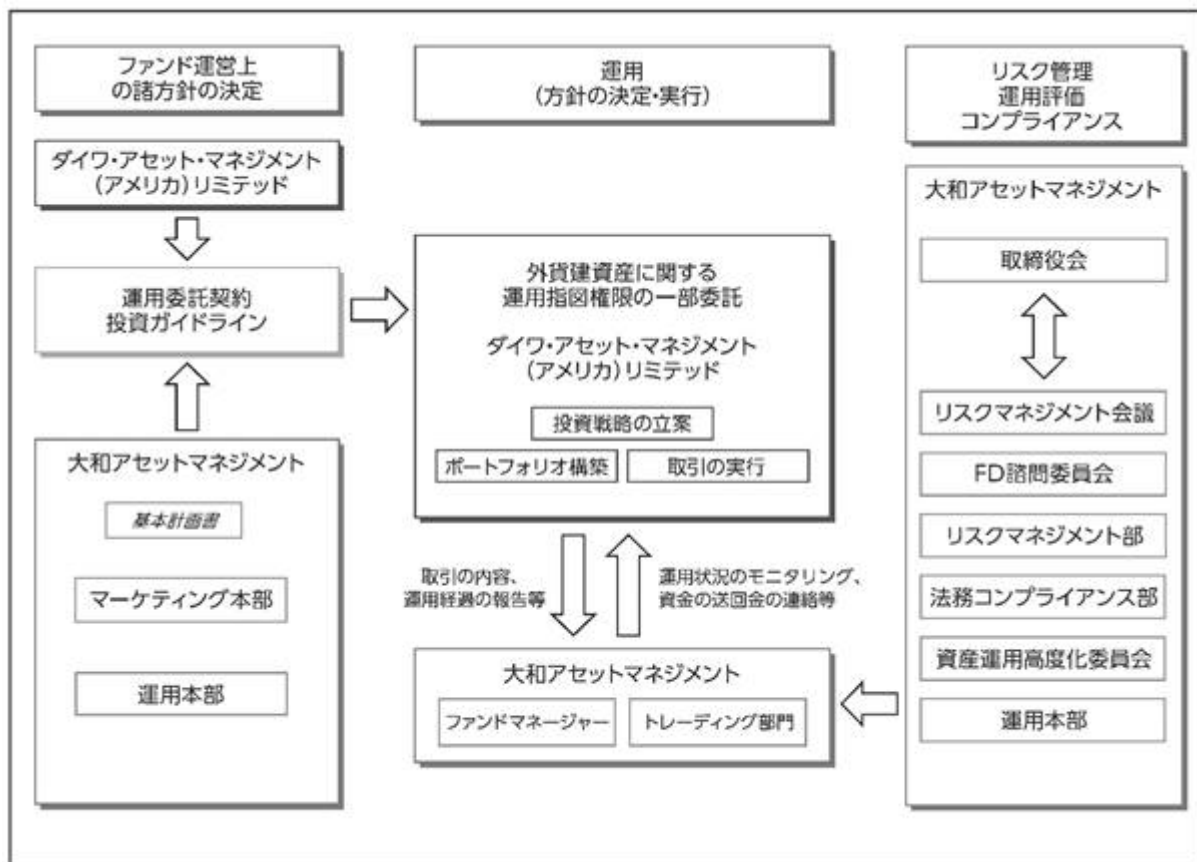 ファンド運営上
の諸方針の決定
ダイワ・アセット・マネジメント
(アメリカ)リミテッド
運用委託契約
投資ガイドライン
大和アセットマネジメント
基本計画書
マーケティング本部
運用本部
運用
(方針の決定・実行)
外貨建資産に関する
運用指図権限の一部委託
ダイワ・アセット・マネジメント
(アメリカ)リミテッド
投資戦略の立案
ポートフォリオ構築
取引の実行
取引の内容、
運用経過の報告等
運用状況のモニタリング、
資金の送回金の連絡等
大和アセットマネジメント
ファンドマネージャー
トレーディング部門
リスク管理
運用評価
コンプライアンス
大和アセットマネジメント
取締役会
リスクマネジメント会議
FD諮問委員会
リスクマネジメント部
法務コンプライアンス部
資産運用高度化委員会
運用本部